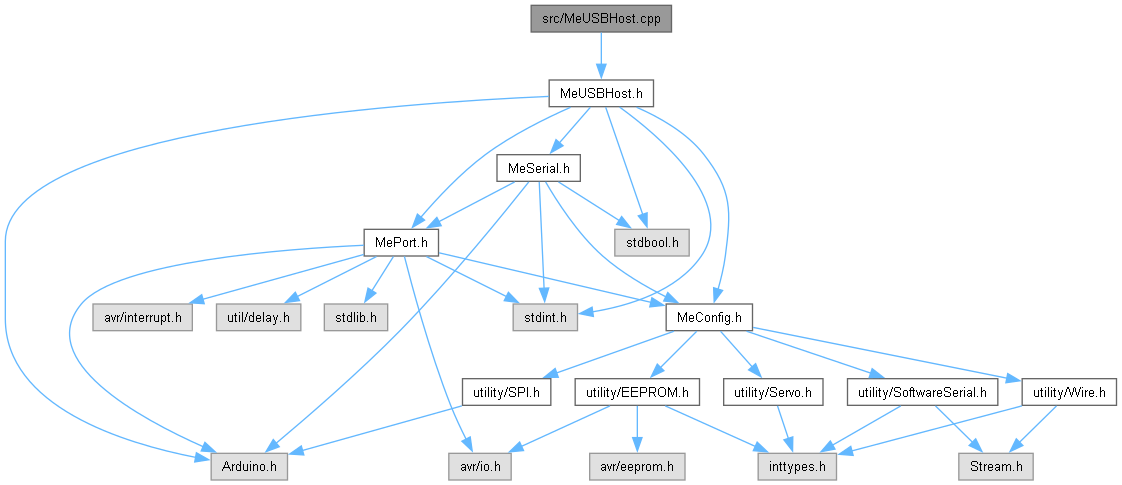 src/MeUSBHost.cpp
MeUSBHost.h
MeSerial.h
MePort.h
stdbool.h
avr/interrupt.h
util/delay.h
stdlib.h
stdint.h
MeConfig.h
utility/SPI.h
utility/EEPROM.h
utility/Servo.h
utility/SoftwareSerial.h
utility/Wire.h
Arduino.h
avr/io.h
avr/eeprom.h
inttypes.h
Stream.h